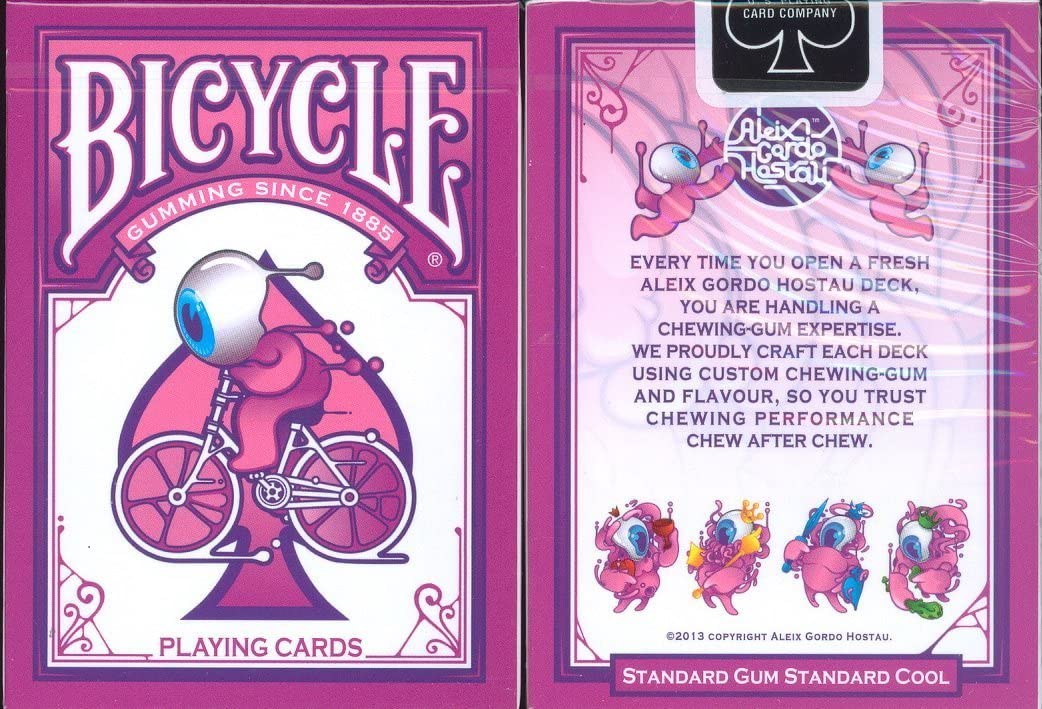 BICYCLE
GUMMING SINCE 1885
®
PLAYING CARDS
U. S. PLAYING
CARD COMPANY
Aleix™
Gordo
Hostau
EVERY TIME YOU OPEN A FRESH
ALEIX GORDO HOSTAU DECK,
YOU ARE HANDLING A
CHEWING-GUM EXPERTISE.
WE PROUDLY CRAFT EACH DECK
USING CUSTOM CHEWING-GUM
AND FLAVOUR, SO YOU TRUST
CHEWING PERFORMANCE
CHEW AFTER CHEW.
©2013 COPYRIGHT ALEIX GORDO HOSTAU.
STANDARD GUM STANDARD COOL